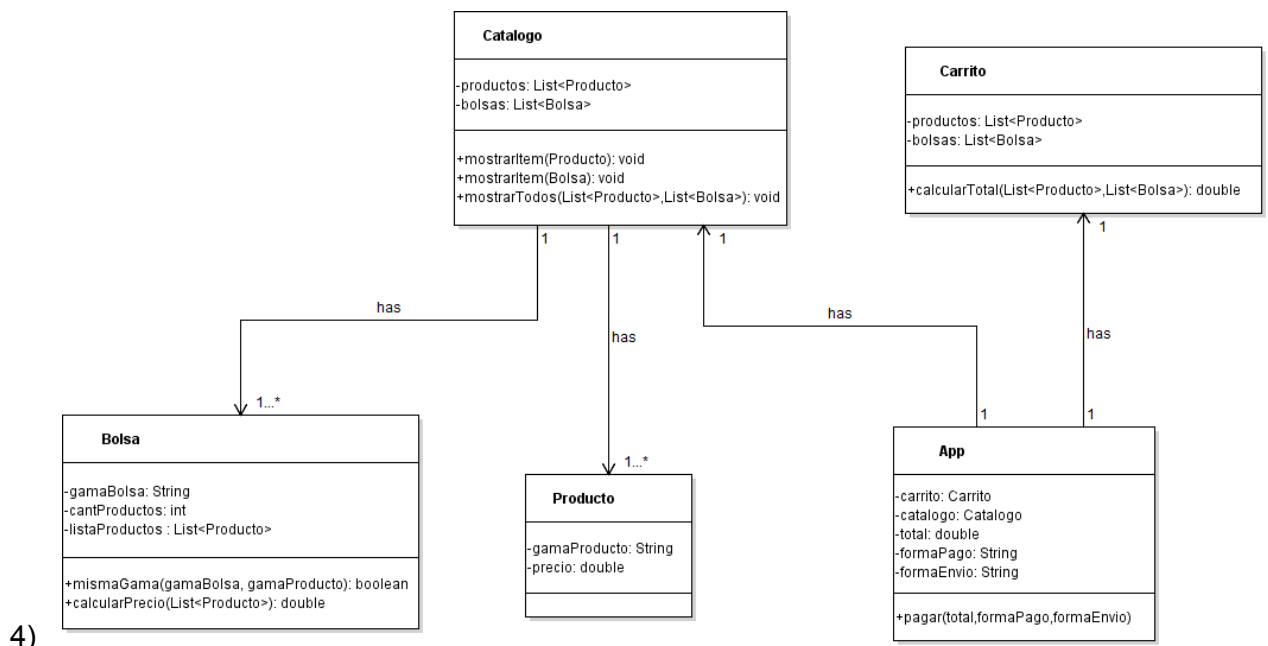 Catalogo
-productos: List<Producto>
-bolsas: List<Bolsa>
+mostrarItem(Producto): void
+mostrarItem(Bolsa): void
+mostrarTodos(List<Producto>,List<Bolsa>): void
Carrito
-productos: List<Producto>
-bolsas: List<Bolsa>
+calcularTotal(List<Producto>,List<Bolsa>): double
1
1
1
1
has
has
has
has
1...*
1...*
1
1
Bolsa
-gamaBolsa: String
-cantProductos: int
-listaProductos : List<Producto>
+mismaGama(gamaBolsa, gamaProducto): boolean
+calcularPrecio(List<Producto>): double
Producto
-gamaProducto: String
-precio: double
App
-carrito: Carrito
-catalogo: Catalogo
-total: double
-formaPago: String
-formaEnvio: String
+pagar(total,formaPago,formaEnvio)
4)